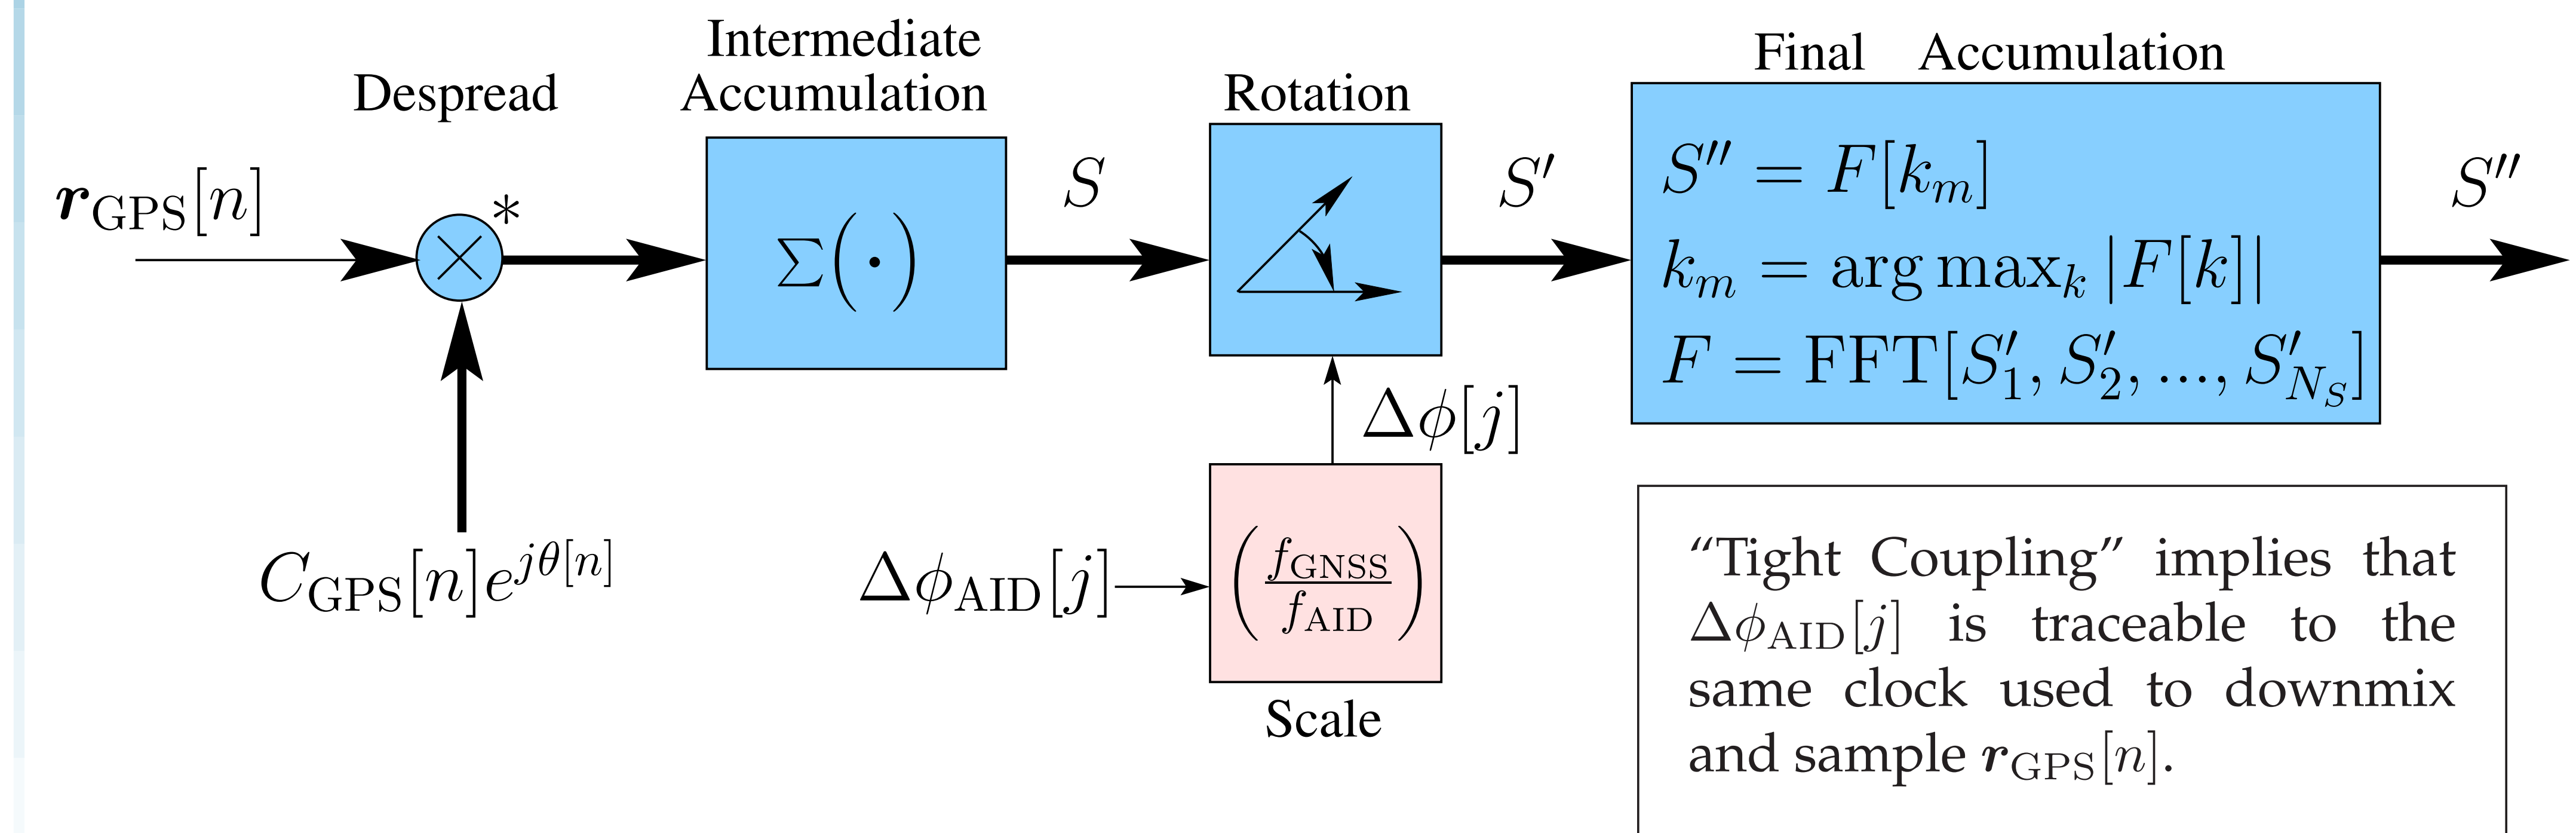 Despread
Intermediate
Accumulation
Rotation
Final Accumulation
r_GPS[n]
*
Σ(·)
S
S′
S″ = F[k_m]
k_m = arg max_k |F[k]|
F = FFT[S′_1, S′_2, ..., S′_{N_S}]
S″
C_GPS[n]e^{jθ[n]}
Δϕ[j]
Δϕ_AID[j]
(f_GNSS / f_AID)
Scale
“Tight Coupling” implies that
Δϕ_AID[j] is traceable to the
same clock used to downmix
and sample r_GPS[n].